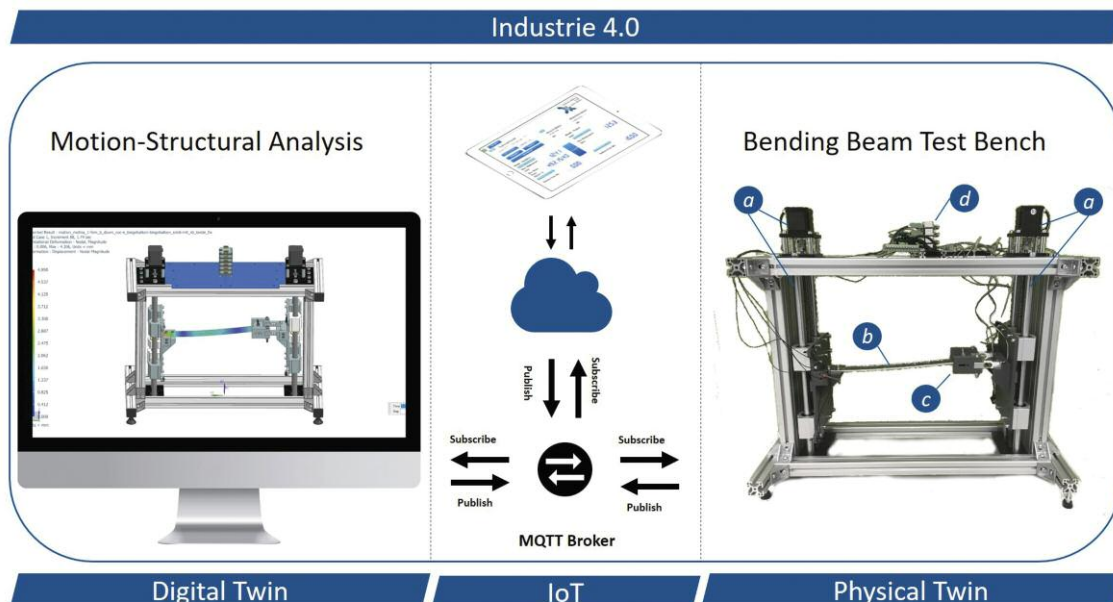 Industrie 4.0
Motion-Structural Analysis
Bending Beam Test Bench
a
d
a
b
c
Publish
Subscribe
Subscribe
Publish
Subscribe
Publish
MQTT Broker
Digital Twin
IoT
Physical Twin